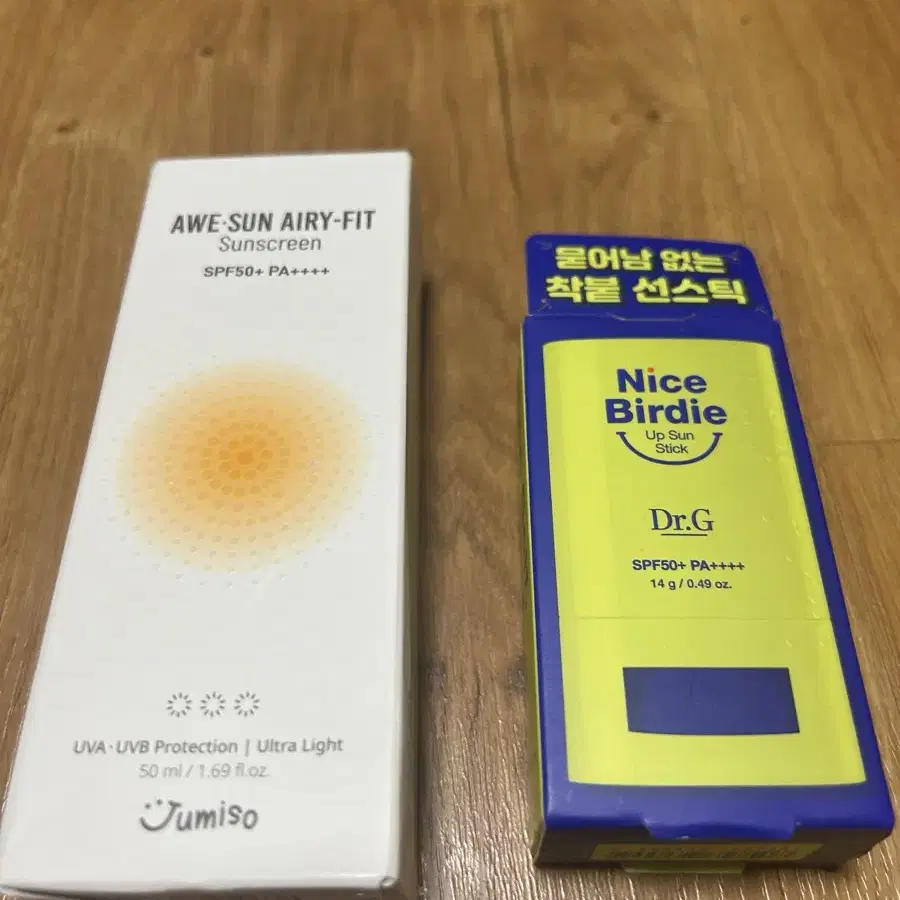 AWE·SUN AIRY-FIT
Sunscreen
SPF50+ PA++++
UVA·UVB Protection | Ultra Light
50 ml / 1.69 fl.oz.
Jumiso
묻어남 없는
착붙 선스틱
Nice
Birdie
Up Sun
Stick
Dr.G
SPF50+ PA++++
14 g / 0.49 oz.